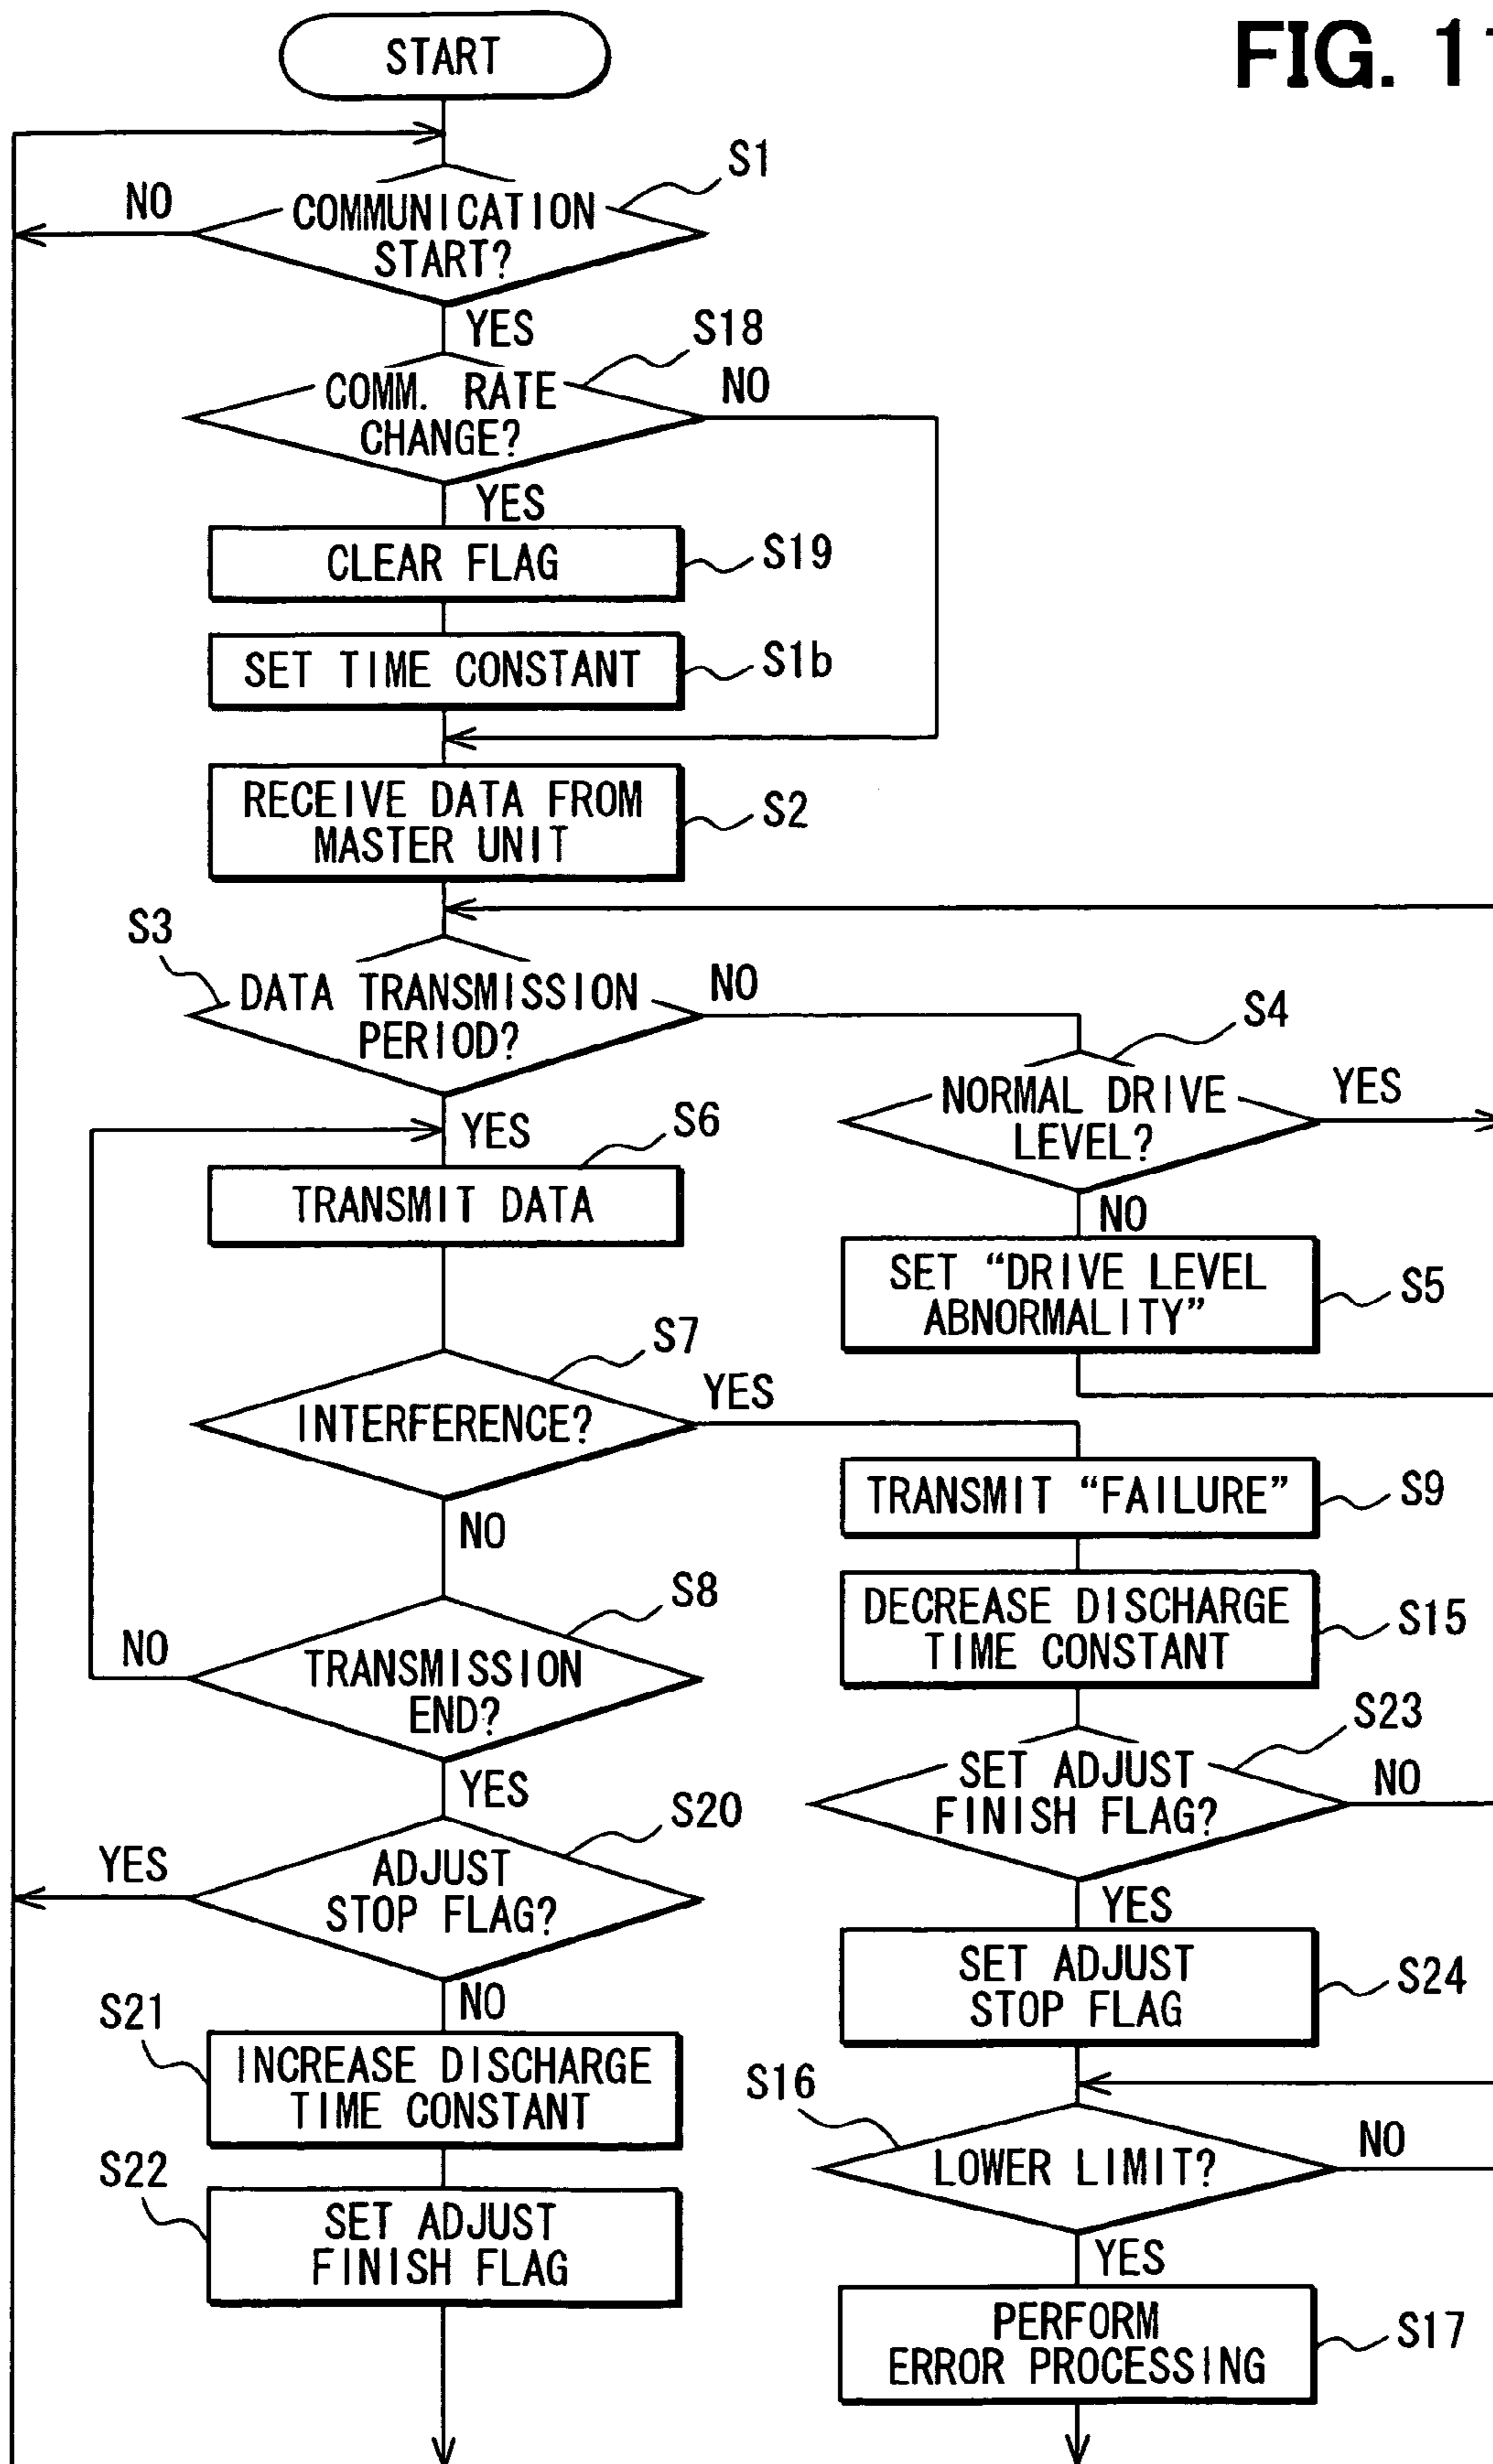 FIG. 11
START
S1
NO
COMMUNICATION
START?
YES
S18
COMM. RATE
CHANGE?
NO
YES
CLEAR FLAG
S19
SET TIME CONSTANT
S1b
RECEIVE DATA FROM
MASTER UNIT
S2
S3
DATA TRANSMISSION
PERIOD?
NO
S4
NORMAL DRIVE
LEVEL?
YES
YES
S6
TRANSMIT DATA
NO
SET “DRIVE LEVEL
ABNORMALITY”
S5
S7
INTERFERENCE?
YES
TRANSMIT “FAILURE”
S9
NO
DECREASE DISCHARGE
TIME CONSTANT
S15
S8
NO
TRANSMISSION
END?
S23
SET ADJUST
FINISH FLAG?
NO
YES
S20
YES
ADJUST
STOP FLAG?
YES
SET ADJUST
STOP FLAG
S24
NO
S21
INCREASE DISCHARGE
TIME CONSTANT
S16
LOWER LIMIT?
NO
S22
SET ADJUST
FINISH FLAG
YES
PERFORM
ERROR PROCESSING
S17